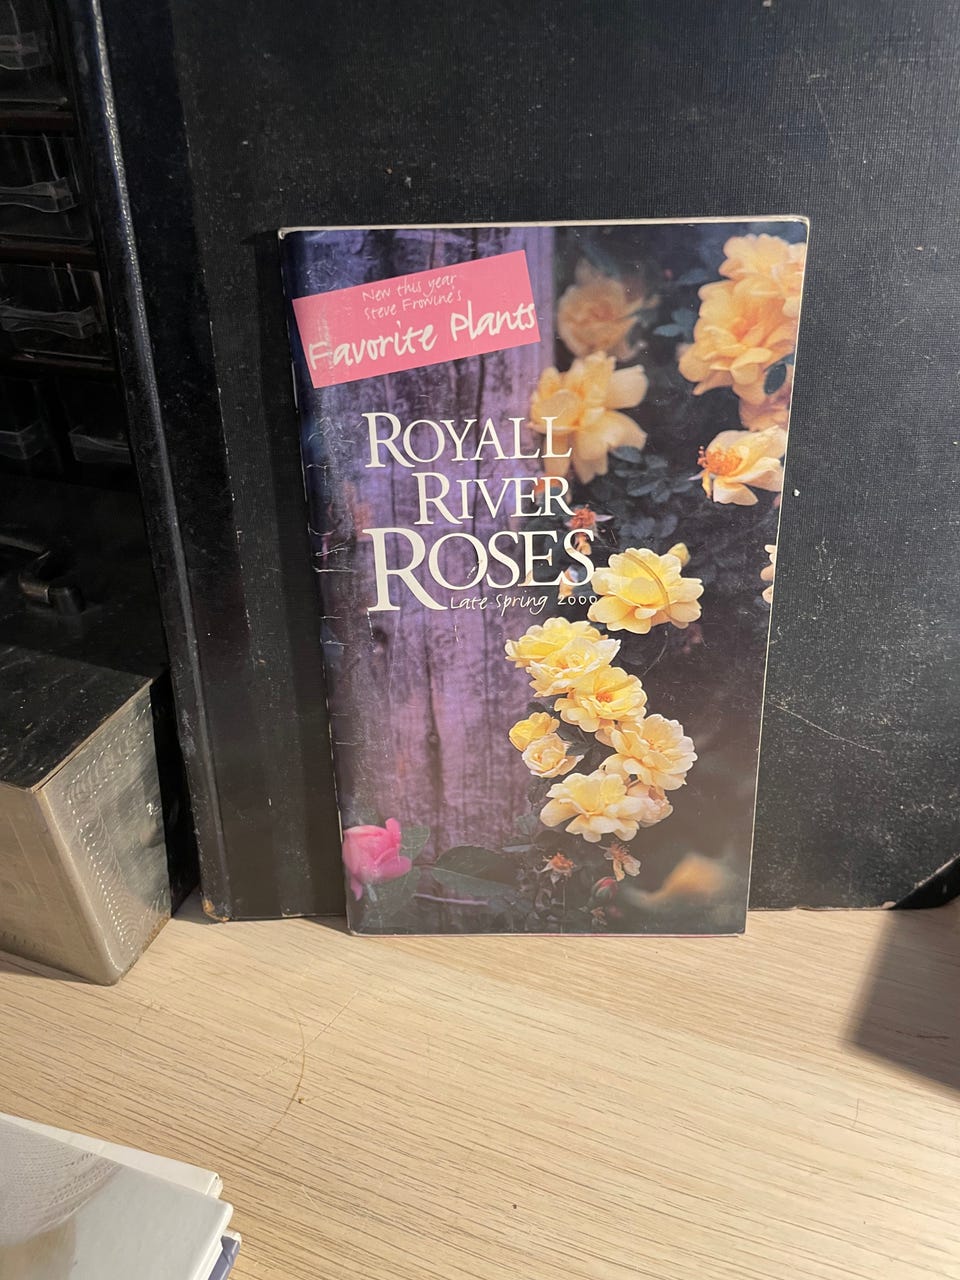 New this year
Steve Frowine's
Favorite Plants
ROYALL
RIVER
ROSES
Late Spring 2000